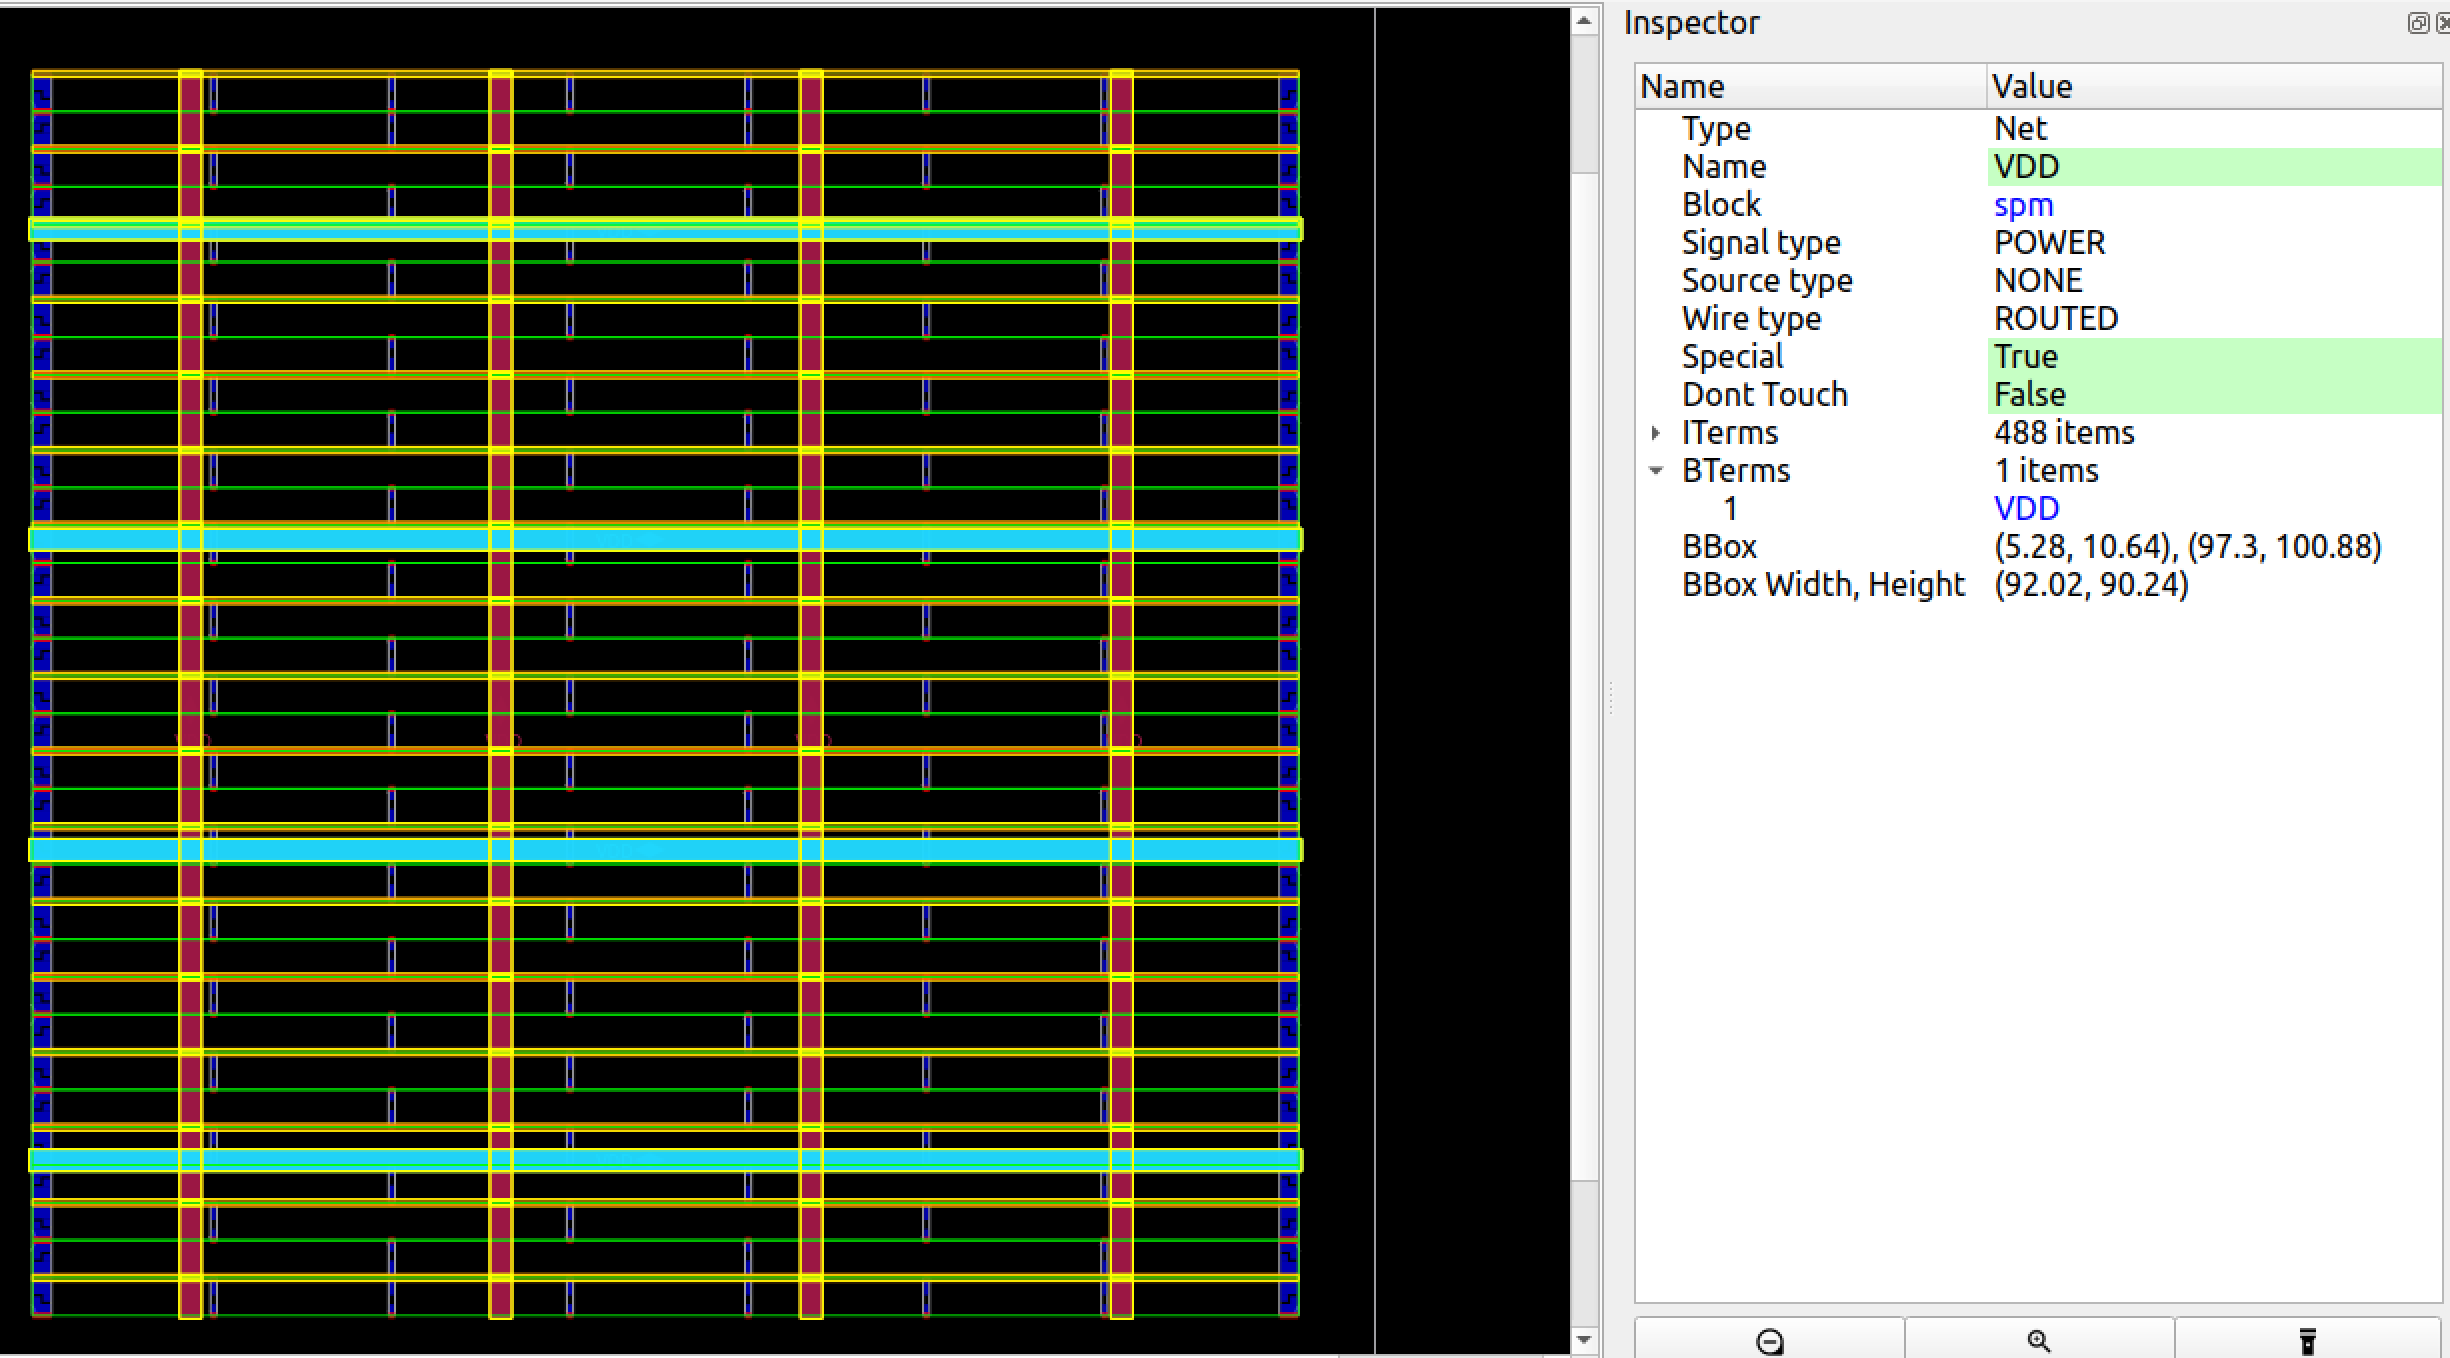 Inspector
Name Value
Type Net
Name VDD
Block spm
Signal type POWER
Source type NONE
Wire type ROUTED
Special True
Dont Touch False
ITerms 488 items
BTerms 1 items
1 VDD
BBox (5.28, 10.64), (97.3, 100.88)
BBox Width, Height (92.02, 90.24)